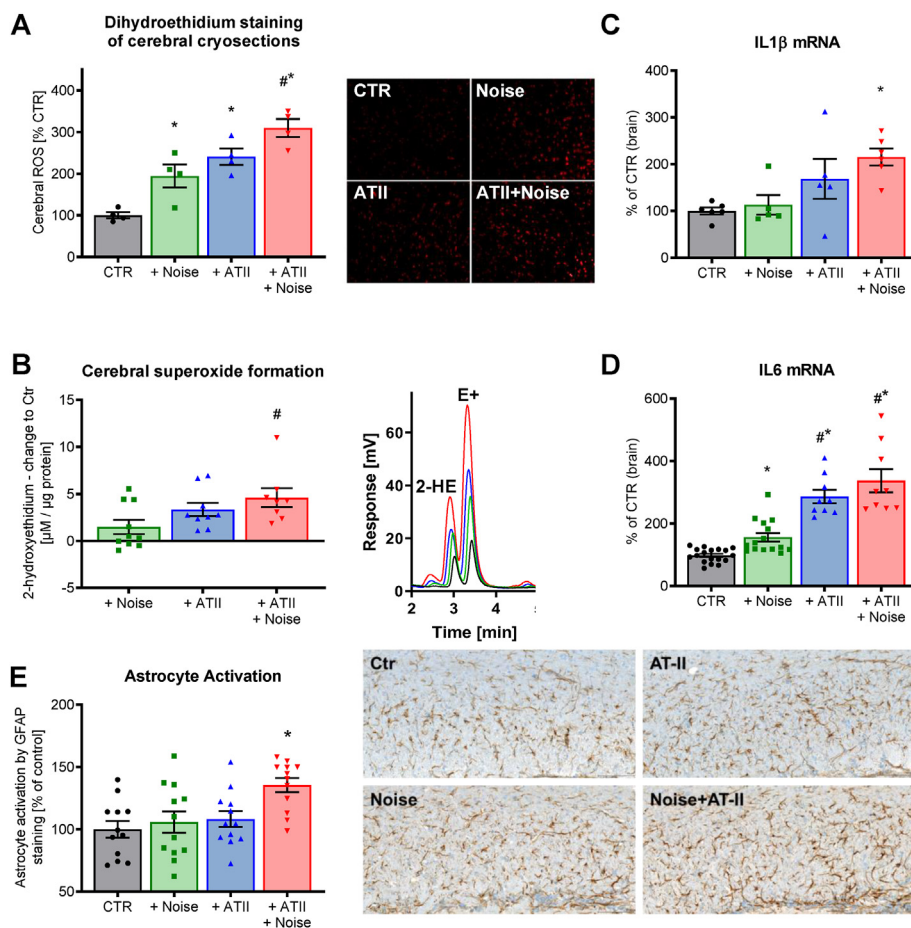 A
Dihydroethidium staining
of cerebral cryosections
Cerebral ROS [% CTR]
400
300
200
100
0
*
*
#*
CTR
+ Noise
+ ATII
+ ATII
+ Noise
CTR
Noise
ATII
ATII+Noise
C
IL1β mRNA
% of CTR (brain)
400
300
200
100
0
*
CTR
+ Noise
+ ATII
+ ATII
+ Noise
B
Cerebral superoxide formation
2-hydroxyethidium - change to Ctr
[µM / µg protein]
15
10
5
0
-5
#
+ Noise
+ ATII
+ ATII
+ Noise
Response [mV]
60
40
20
0
2-HE
E+
2
3
4
Time [min]
D
IL6 mRNA
% of CTR (brain)
600
400
200
0
*
#*
#*
CTR
+ Noise
+ ATII
+ ATII
+ Noise
E
Astrocyte Activation
Astrocyte activation by GFAP
staining [% of control]
200
150
100
50
*
CTR
+ Noise
+ ATII
+ ATII
+ Noise
Ctr
AT-II
Noise
Noise+AT-II